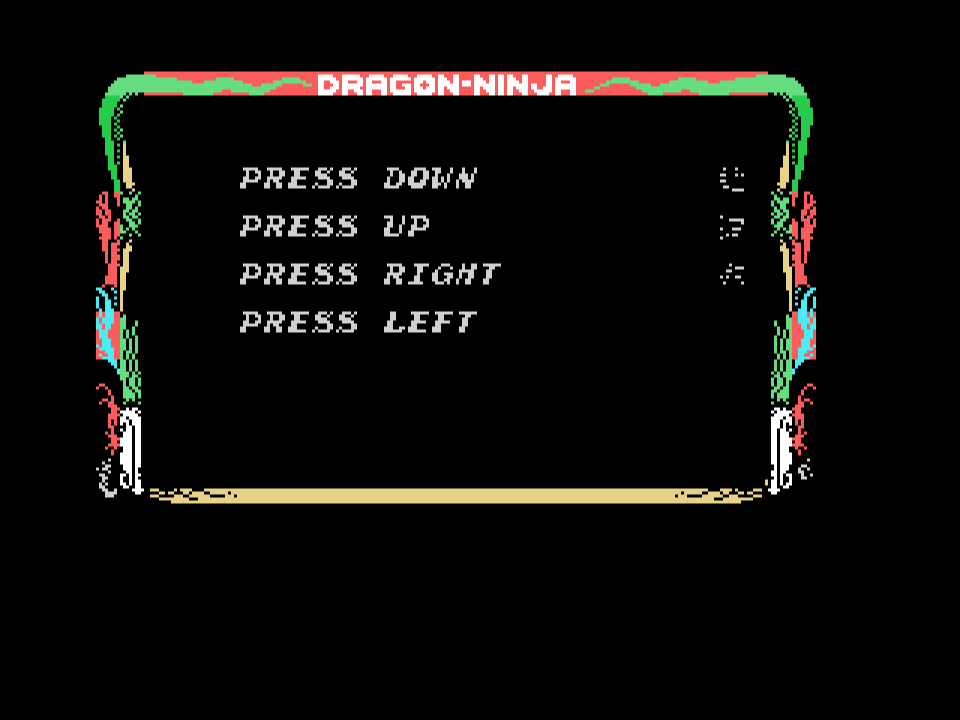 DRAGON-NINJA
PRESS DOWN
PRESS UP
PRESS RIGHT
PRESS LEFT